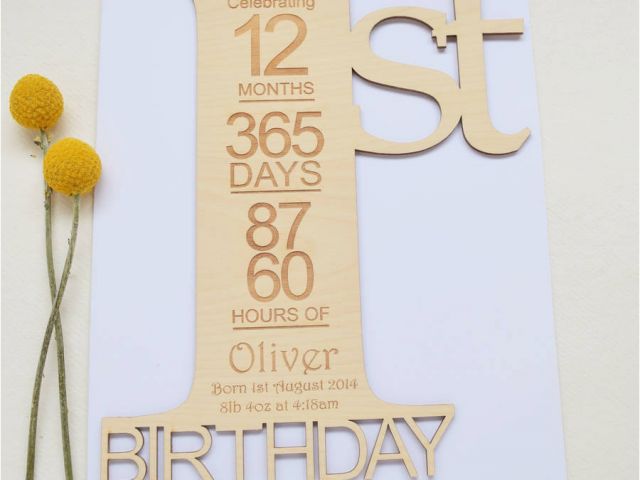 1st
Celebrating
12
MONTHS
365
DAYS
87
60
HOURS OF
Oliver
Born 1st August 2014
8lb 4oz at 4:18am
BIRTHDAY